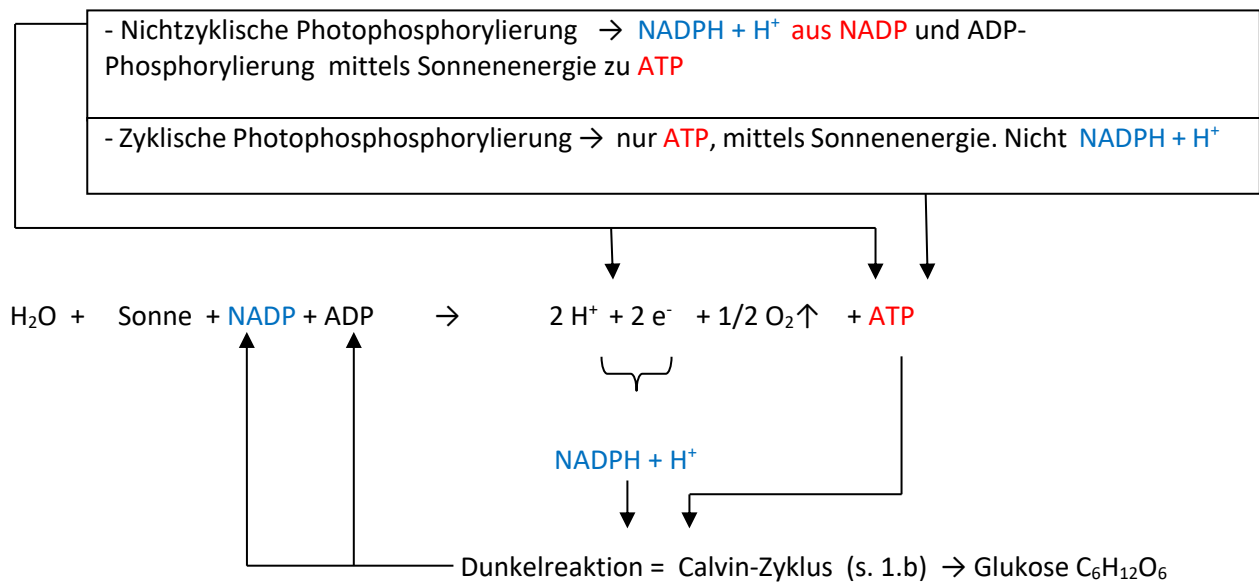 - Nichtzyklische Photophosphorylierung → NADPH + H⁺ aus NADP und ADP-
Phosphorylierung mittels Sonnenenergie zu ATP
- Zyklische Photophosphosphorylierung → nur ATP, mittels Sonnenenergie. Nicht NADPH + H⁺
H₂O + Sonne + NADP + ADP → 2 H⁺ + 2 e⁻ + 1/2 O₂↑ + ATP
NADPH + H⁺
Dunkelreaktion = Calvin-Zyklus (s. 1.b) → Glukose C₆H₁₂O₆